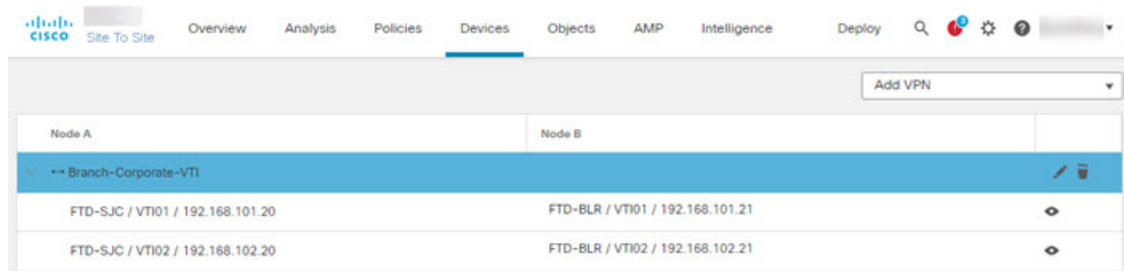 cisco Site To Site Overview Analysis Policies Devices Objects AMP Intelligence Deploy 3
Add VPN
Node A Node B
Branch-Corporate-VTI
FTD-SJC / VTI01 / 192.168.101.20 FTD-BLR / VTI01 / 192.168.101.21
FTD-SJC / VTI02 / 192.168.102.20 FTD-BLR / VTI02 / 192.168.102.21